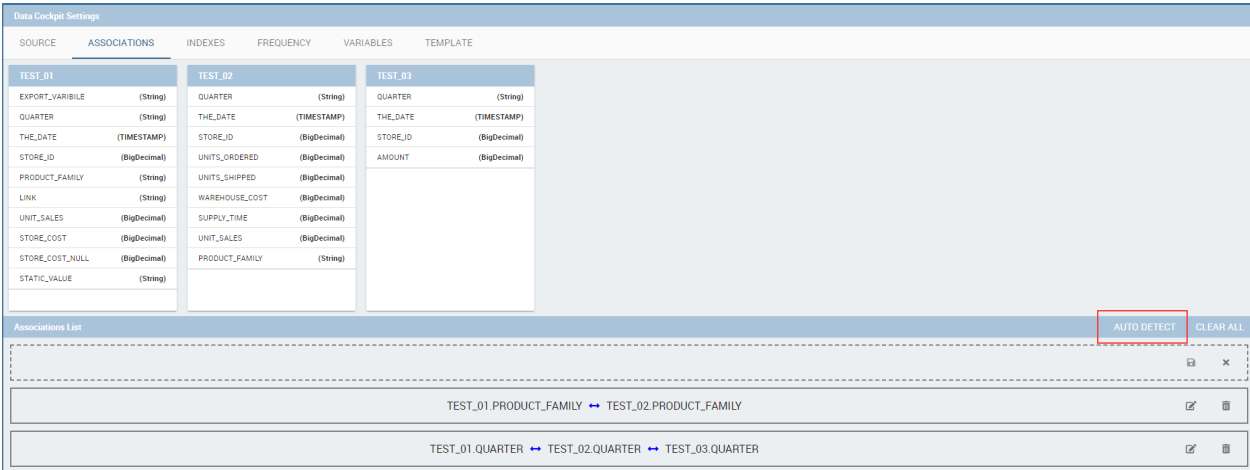 Data Cockpit Settings
SOURCE ASSOCIATIONS INDEXES FREQUENCY VARIABLES TEMPLATE
TEST_01
EXPORT_VARIBILE (String)
QUARTER (String)
THE_DATE (TIMESTAMP)
STORE_ID (BigDecimal)
PRODUCT_FAMILY (String)
LINK (String)
UNIT_SALES (BigDecimal)
STORE_COST (BigDecimal)
STORE_COST_NULL (BigDecimal)
STATIC_VALUE (String)
TEST_02
QUARTER (String)
THE_DATE (TIMESTAMP)
STORE_ID (BigDecimal)
UNITS_ORDERED (BigDecimal)
UNITS_SHIPPED (BigDecimal)
WAREHOUSE_COST (BigDecimal)
SUPPLY_TIME (BigDecimal)
UNIT_SALES (BigDecimal)
PRODUCT_FAMILY (String)
TEST_03
QUARTER (String)
THE_DATE (TIMESTAMP)
STORE_ID (BigDecimal)
AMOUNT (BigDecimal)
Associations List AUTO DETECT CLEAR ALL
TEST_01.PRODUCT_FAMILY ↔ TEST_02.PRODUCT_FAMILY
TEST_01.QUARTER ↔ TEST_02.QUARTER ↔ TEST_03.QUARTER